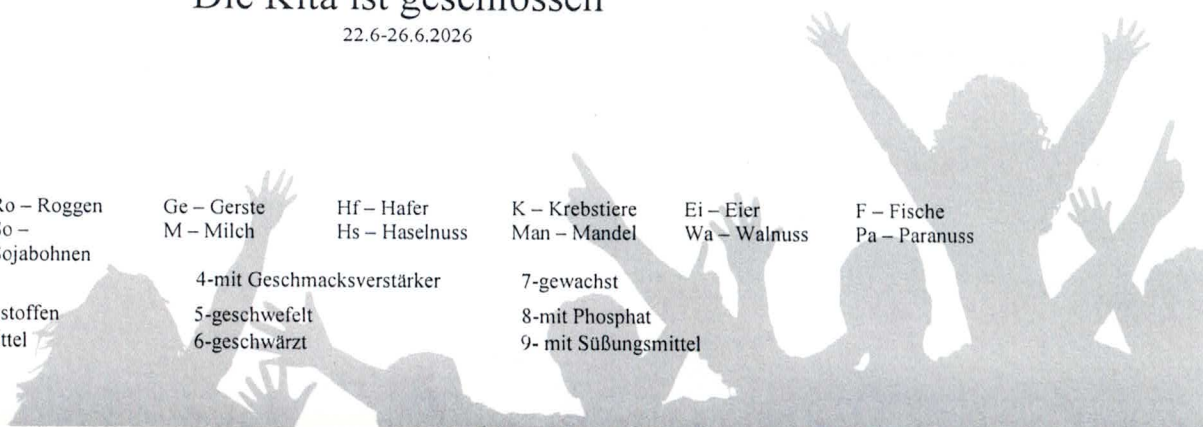 Die Kita ist geschlossen
22.6-26.6.2026
Ro – Roggen Ge – Gerste Hf – Hafer K – Krebstiere Ei – Eier F – Fische
So – M – Milch Hs – Haselnuss Man – Mandel Wa – Walnuss Pa – Paranuss
Sojabohnen
4-mit Geschmacksverstärker 7-gewachst
stoffen 5-geschwefelt 8-mit Phosphat
ttel 6-geschwärzt 9- mit Süßungsmittel